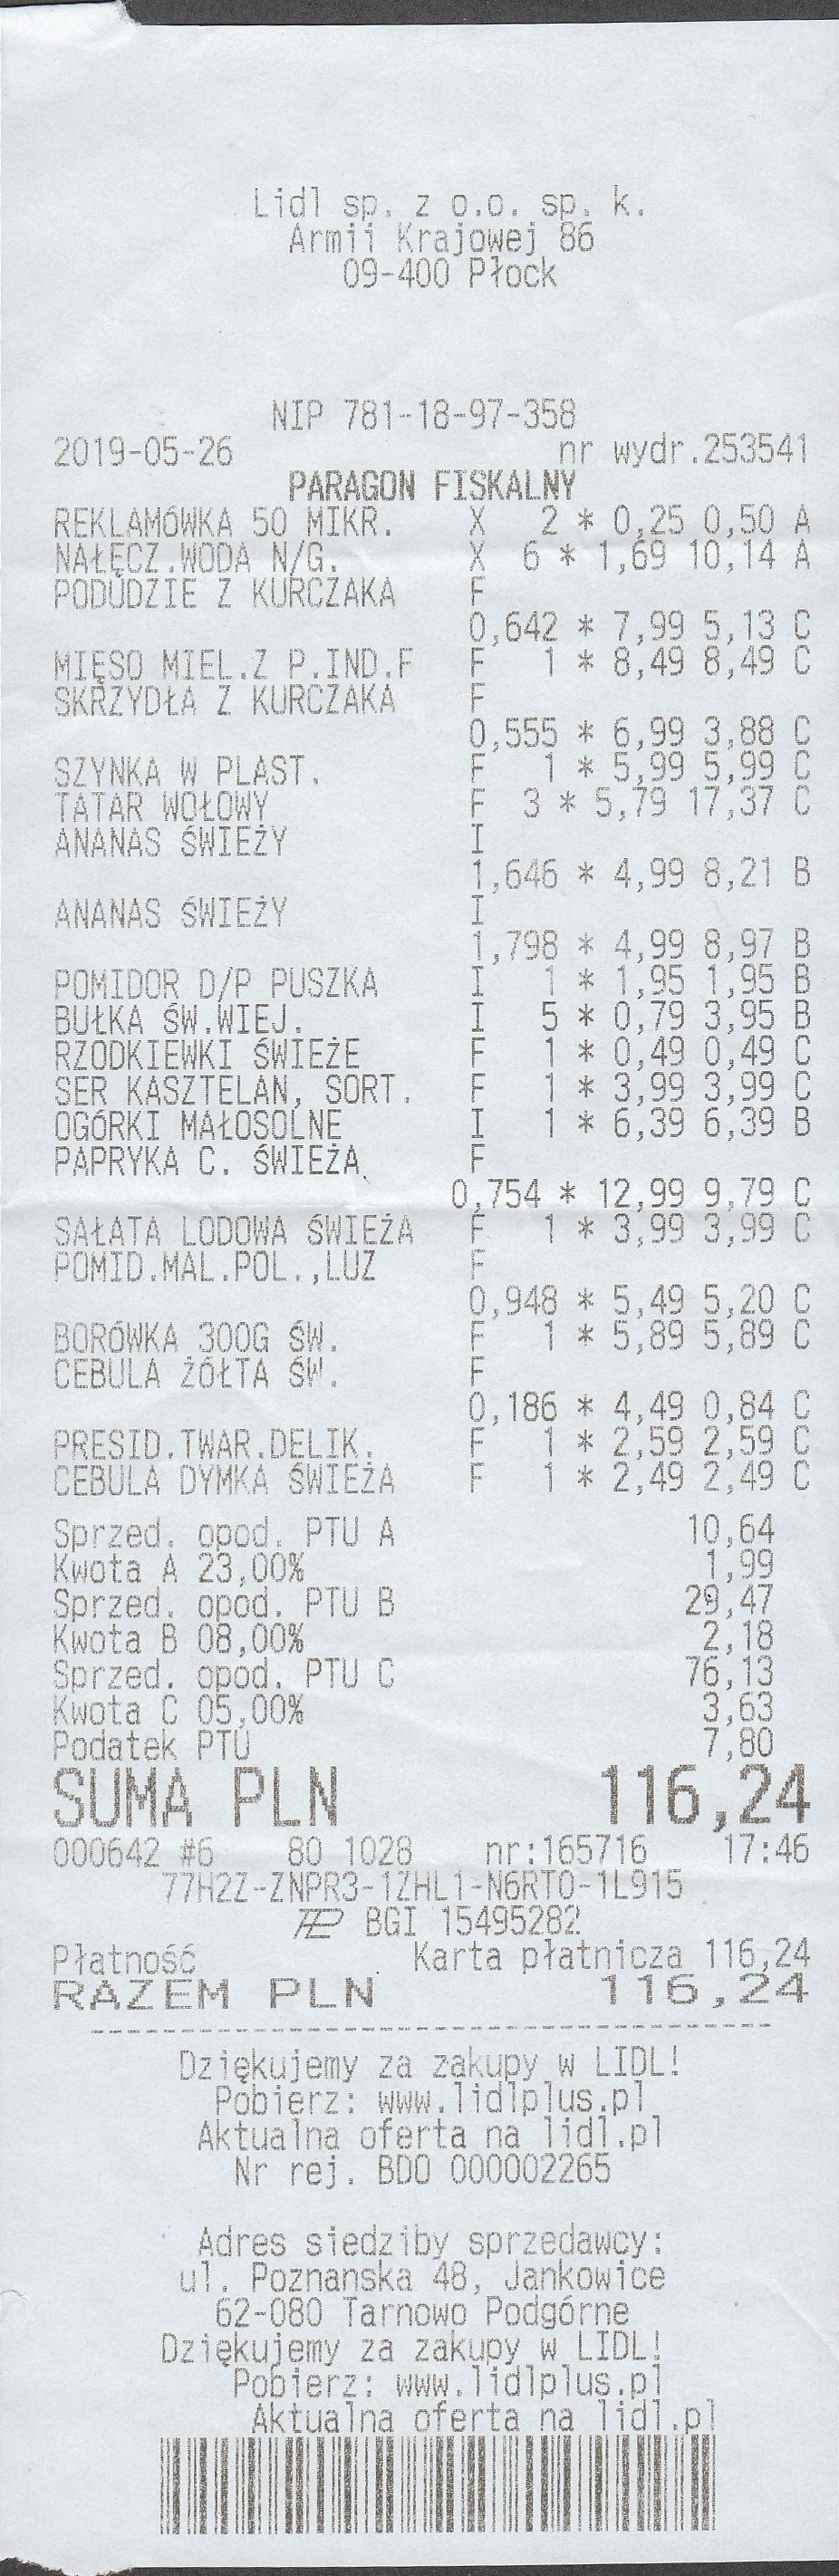 Lidl sp. z o.o. sp. k.
Armii Krajowej 86
09-400 Płock
NIP 781-18-97-358
2019-05-26 nr wydr.253541
PARAGON FISKALNY
REKLAMÓWKA 50 MIKR. X 2 * 0,25 0,50 A
NAŁĘCZ.WODA N/G. X 6 * 1,69 10,14 A
PODUDZIE Z KURCZAKA F
0,642 * 7,99 5,13 C
MIĘSO MIEL.Z P.IND.F F 1 * 8,49 8,49 C
SKRZYDŁA Z KURCZAKA F
0,555 * 6,99 3,88 C
SZYNKA W PLAST. F 1 * 5,99 5,99 C
TATAR WOŁOWY F 3 * 5,79 17,37 C
ANANAS ŚWIEŻY I
1,646 * 4,99 8,21 B
ANANAS ŚWIEŻY I
1,798 * 4,99 8,97 B
POMIDOR D/P PUSZKA I 1 * 1,95 1,95 B
BUŁKA ŚW.WIEJ. I 5 * 0,79 3,95 B
RZODKIEWKI ŚWIEŻE F 1 * 0,49 0,49 C
SER KASZTELAN, SORT. F 1 * 3,99 3,99 C
OGÓRKI MAŁOSOLNE I 1 * 6,39 6,39 B
PAPRYKA C. ŚWIEŻA F
0,754 * 12,99 9,79 C
SAŁATA LODOWA ŚWIEŻA F 1 * 3,99 3,99 C
POMID.MAL.POL.,LUZ F
0,948 * 5,49 5,20 C
BORÓWKA 300G ŚW. F 1 * 5,89 5,89 C
CEBULA ŻÓŁTA ŚW. F
0,186 * 4,49 0,84 C
PRESID.TWAR.DELIK. F 1 * 2,59 2,59 C
CEBULA DYMKA ŚWIEŻA F 1 * 2,49 2,49 C
Sprzed. opod. PTU A 10,64
Kwota A 23,00% 1,99
Sprzed. opod. PTU B 29,47
Kwota B 08,00% 2,18
Sprzed. opod. PTU C 76,13
Kwota C 05,00% 3,63
Podatek PTU 7,80
SUMA PLN 116,24
000642 #6 80 1028 nr:165716 17:46
77H2Z-ZNPR3-1ZHL1-N6RTO-1L915
BGI 15495282
Płatność Karta płatnicza 116,24
RAZEM PLN 116,24
Dziękujemy za zakupy w LIDL!
Pobierz: www.lidlplus.pl
Aktualna oferta na lidl.pl
Nr rej. BDO 000002265
Adres siedziby sprzedawcy:
ul. Poznanska 48, Jankowice
62-080 Tarnowo Podgórne
Dziękujemy za zakupy w LIDL!
Pobierz: www.lidlplus.pl
Aktualna oferta na lidl.pl